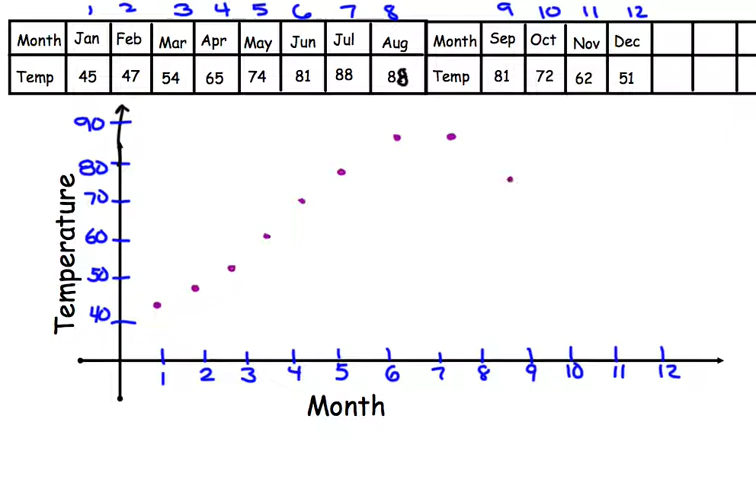 1 2 3 4 5 6 7 8 9 10 11 12
Month Jan Feb Mar Apr May Jun Jul Aug Month Sep Oct Nov Dec
Temp 45 47 54 65 74 81 88 88 Temp 81 72 62 51
90
80
70
60
50
40
Temperature
1 2 3 4 5 6 7 8 9 10 11 12
Month